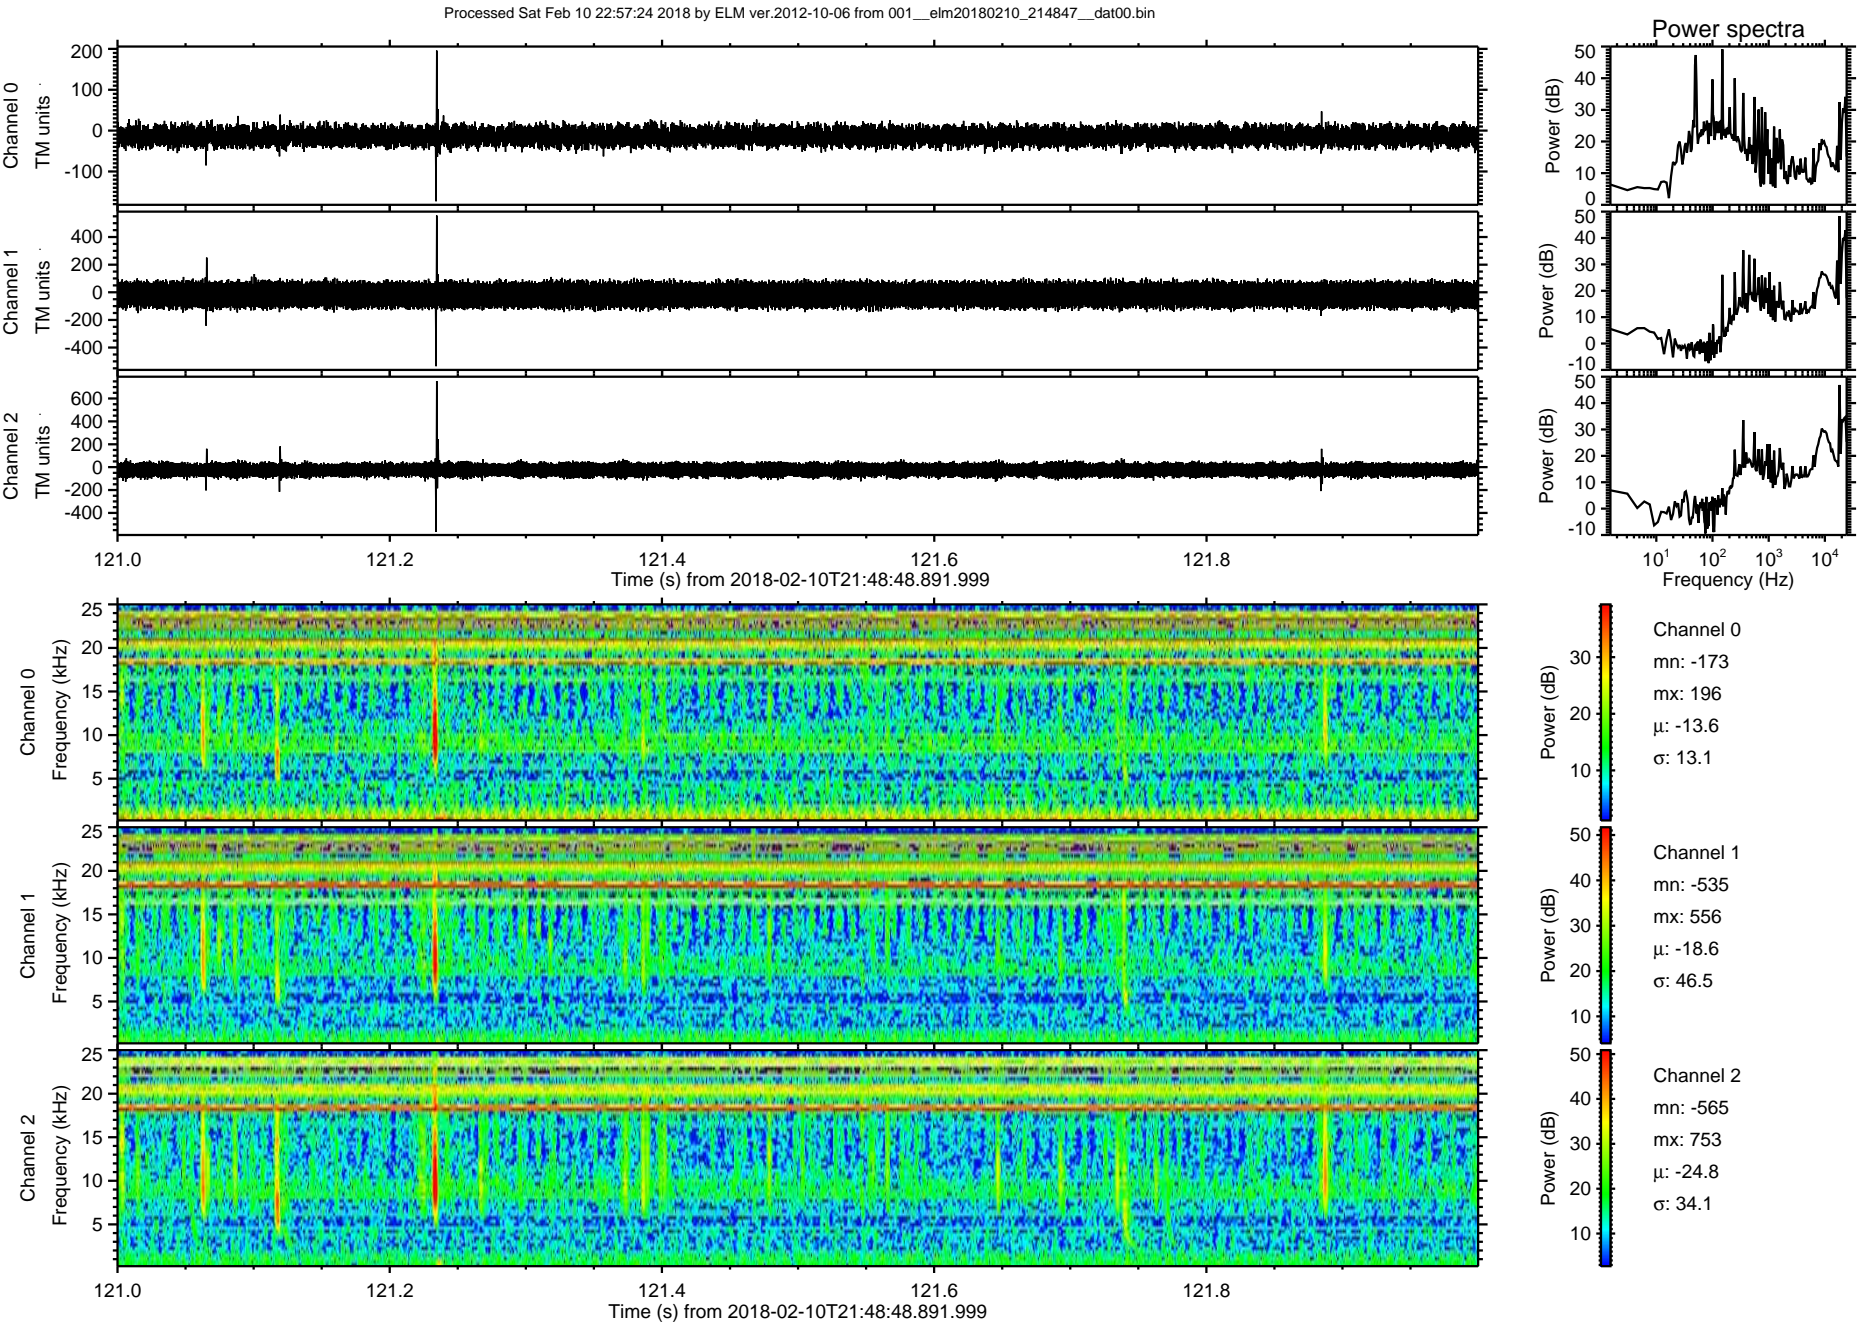 Processed Sat Feb 10 22:57:24 2018 by ELM ver.2012-10-06 from 001__elm20180210_214847__dat00.bin
Power spectra
Channel 0
TM units
200
100
0
-100
Power (dB)
50
40
30
20
10
0
Channel 1
TM units
400
200
0
-200
-400
Power (dB)
50
40
30
20
10
0
-10
Channel 2
TM units
600
400
200
0
-200
-400
Power (dB)
50
40
30
20
10
0
-10
121.0 121.2 121.4 121.6 121.8
Time (s) from 2018-02-10T21:48:48.891.999
10^1 10^2 10^3 10^4
Frequency (Hz)
Channel 0
Frequency (kHz)
25
20
15
10
5
Power (dB)
30
20
10
Channel 0
mn: -173
mx: 196
μ: -13.6
σ: 13.1
Channel 1
Frequency (kHz)
25
20
15
10
5
Power (dB)
50
40
30
20
10
Channel 1
mn: -535
mx: 556
μ: -18.6
σ: 46.5
Channel 2
Frequency (kHz)
25
20
15
10
5
Power (dB)
50
40
30
20
10
Channel 2
mn: -565
mx: 753
μ: -24.8
σ: 34.1
121.0 121.2 121.4 121.6 121.8
Time (s) from 2018-02-10T21:48:48.891.999